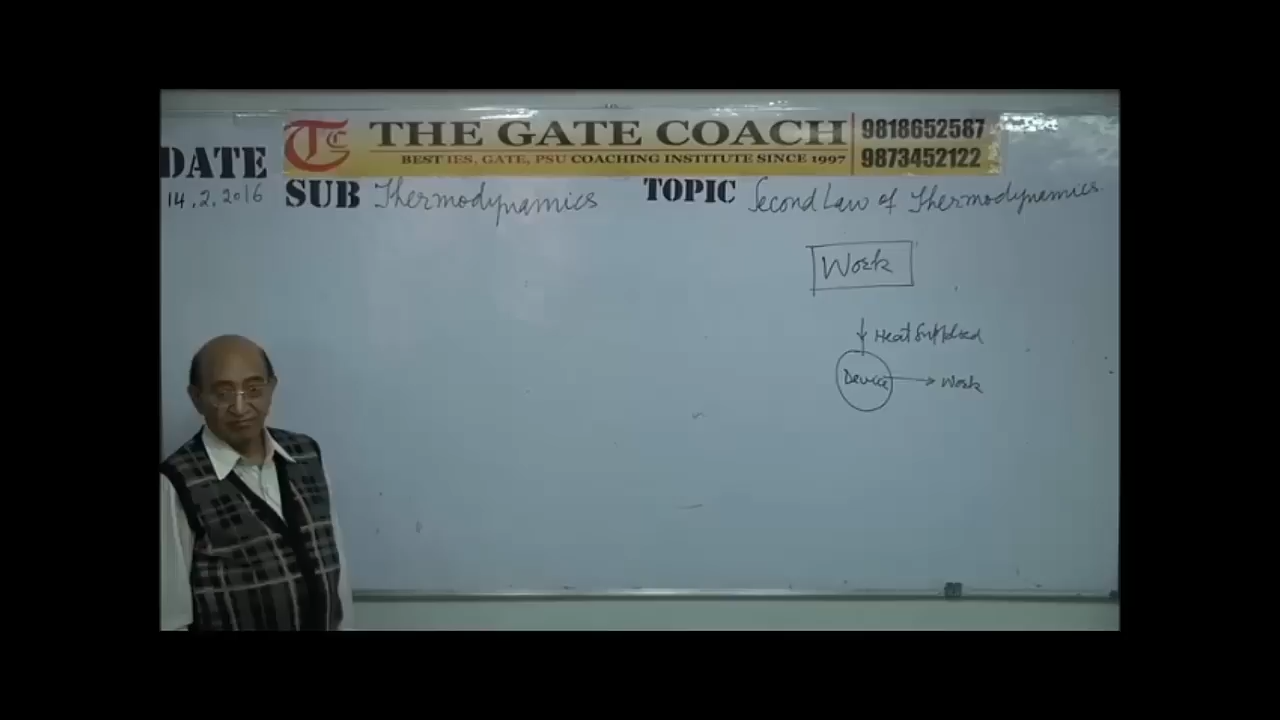 THE GATE COACH
BEST IES, GATE, PSU COACHING INSTITUTE SINCE 1997
9818652587
9873452122
DATE
14.2.2016
SUB Thermodynamics
TOPIC Second Law of Thermodynamics.
Work
Heat Supplied
Device
Work